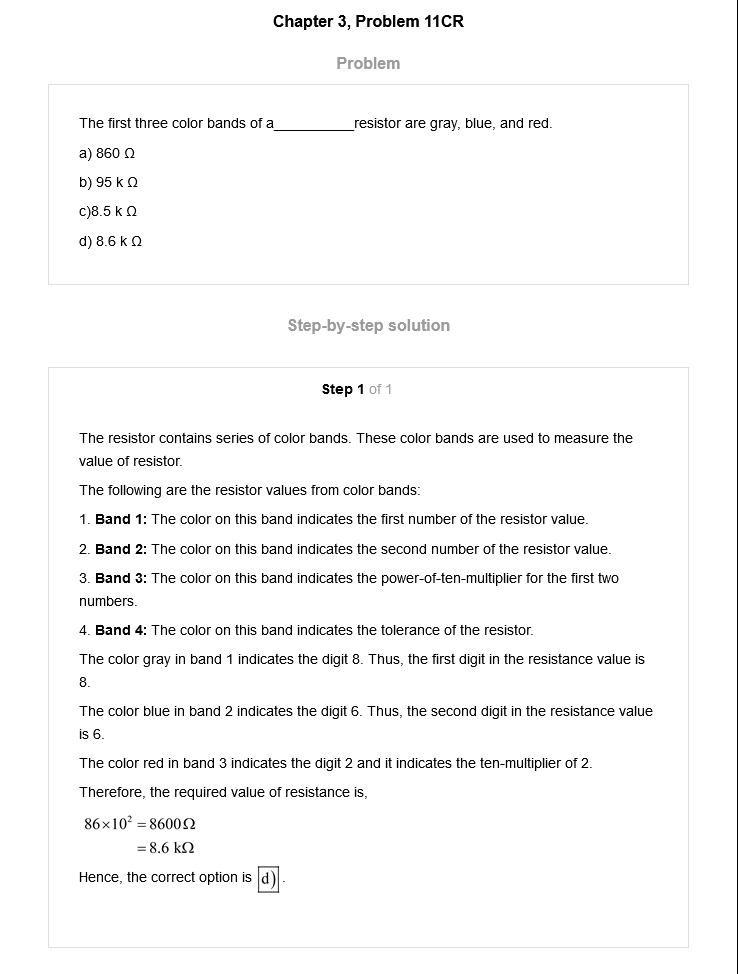 Chapter 3, Problem 11CR
Problem
The first three color bands of a__________resistor are gray, blue, and red.
a) 860 Ω
b) 95 k Ω
c)8.5 k Ω
d) 8.6 k Ω
Step-by-step solution
Step 1 of 1
The resistor contains series of color bands. These color bands are used to measure the
value of resistor.
The following are the resistor values from color bands:
1. Band 1: The color on this band indicates the first number of the resistor value.
2. Band 2: The color on this band indicates the second number of the resistor value.
3. Band 3: The color on this band indicates the power-of-ten-multiplier for the first two
numbers.
4. Band 4: The color on this band indicates the tolerance of the resistor.
The color gray in band 1 indicates the digit 8. Thus, the first digit in the resistance value is
8.
The color blue in band 2 indicates the digit 6. Thus, the second digit in the resistance value
is 6.
The color red in band 3 indicates the digit 2 and it indicates the ten-multiplier of 2.
Therefore, the required value of resistance is,
86×10² = 8600Ω
= 8.6 kΩ
Hence, the correct option is d) .